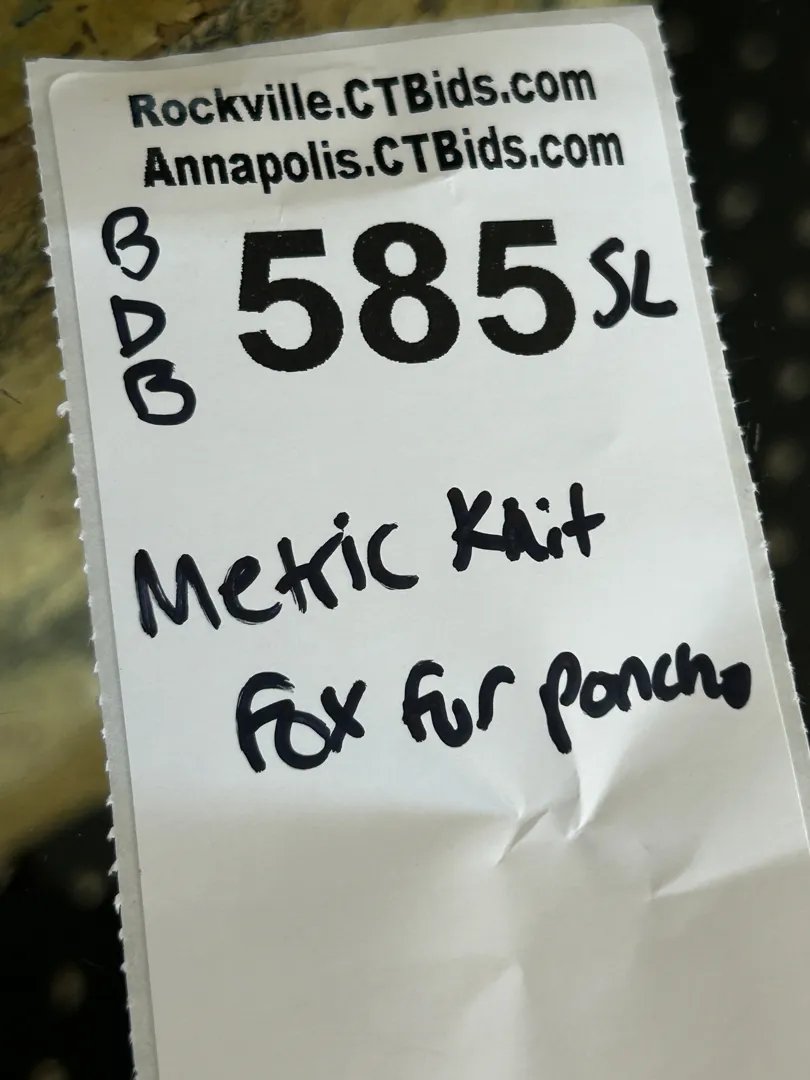 Rockville.CTBids.com
Annapolis.CTBids.com
B
D
B
585 SL
Metric Knit
Fox Fur Poncho